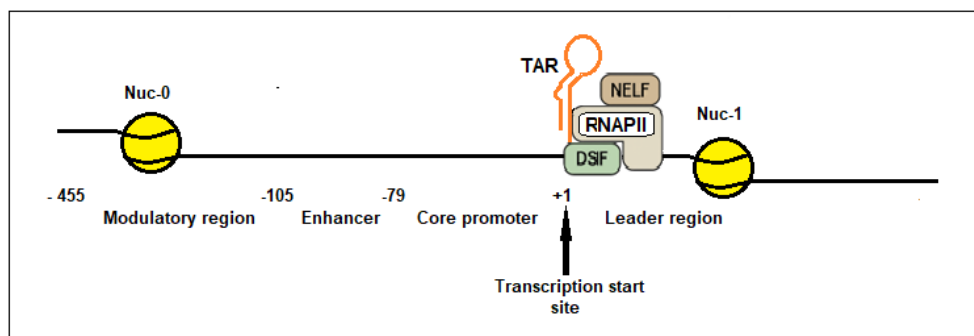 TAR
NELF
Nuc-0
Nuc-1
RNAPII
DSIF
- 455 -105 -79 +1
Modulatory region Enhancer Core promoter Leader region
Transcription start
site